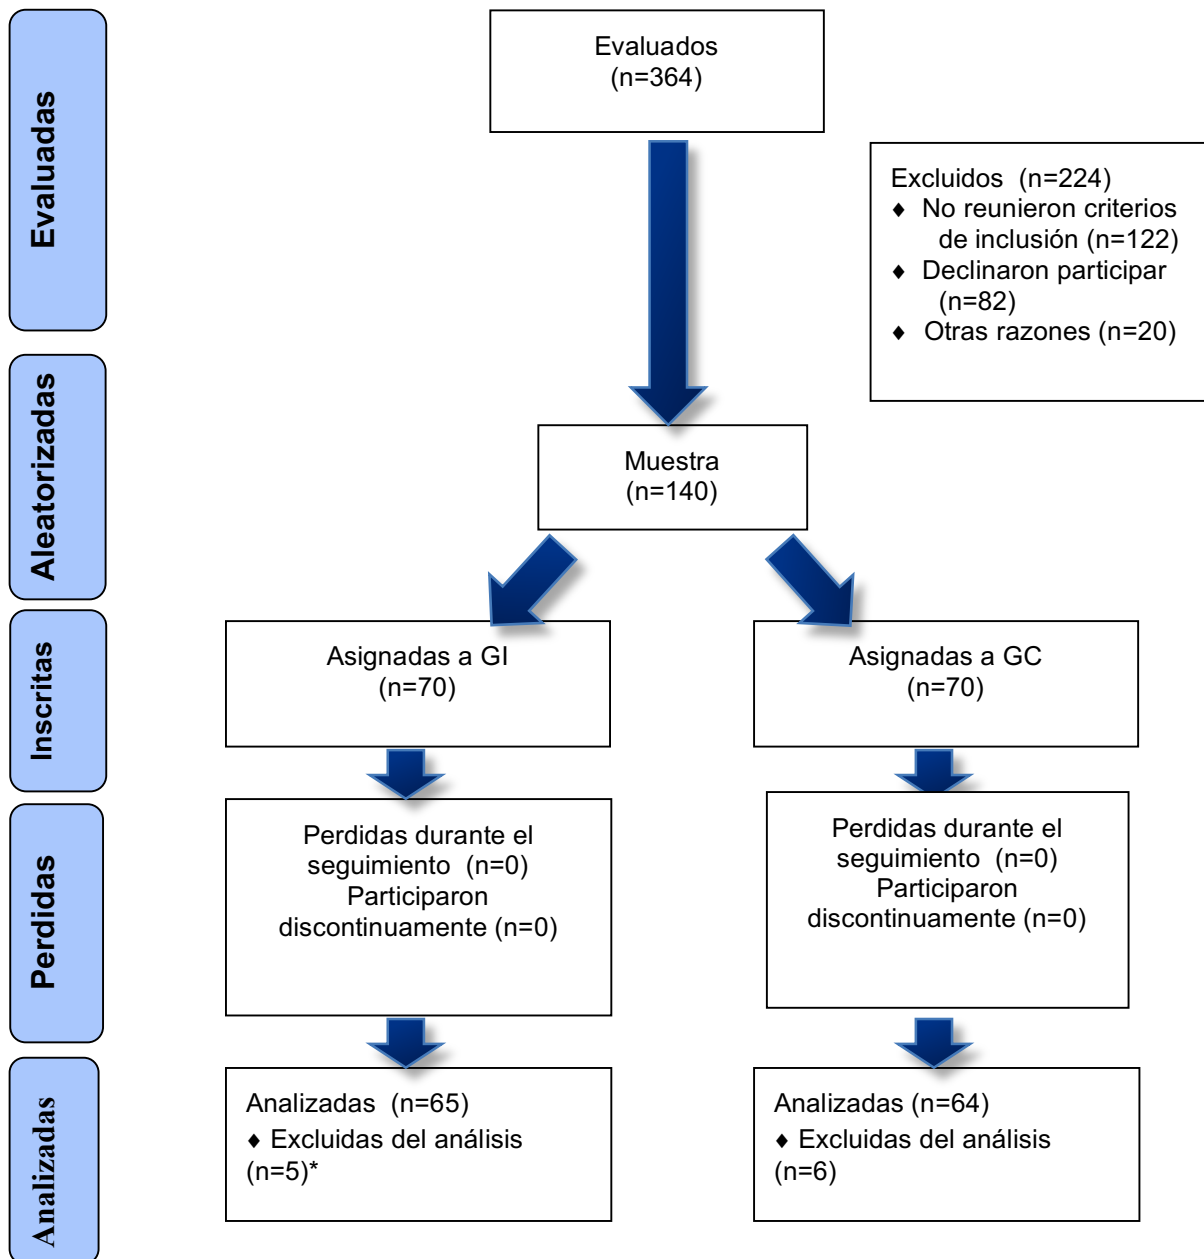 Evaluadas
Evaluados
(n=364)
Excluidos (n=224)
♦ No reunieron criterios
de inclusión (n=122)
♦ Declinaron participar
(n=82)
♦ Otras razones (n=20)
Aleatorizadas
Muestra
(n=140)
Inscritas
Asignadas a GI
(n=70)
Asignadas a GC
(n=70)
Perdidas
Perdidas durante el
seguimiento (n=0)
Participaron
discontinuamente (n=0)
Perdidas durante el
seguimiento (n=0)
Participaron
discontinuamente (n=0)
Analizadas
Analizadas (n=65)
♦ Excluidas del análisis
(n=5)*
Analizadas (n=64)
♦ Excluidas del análisis
(n=6)